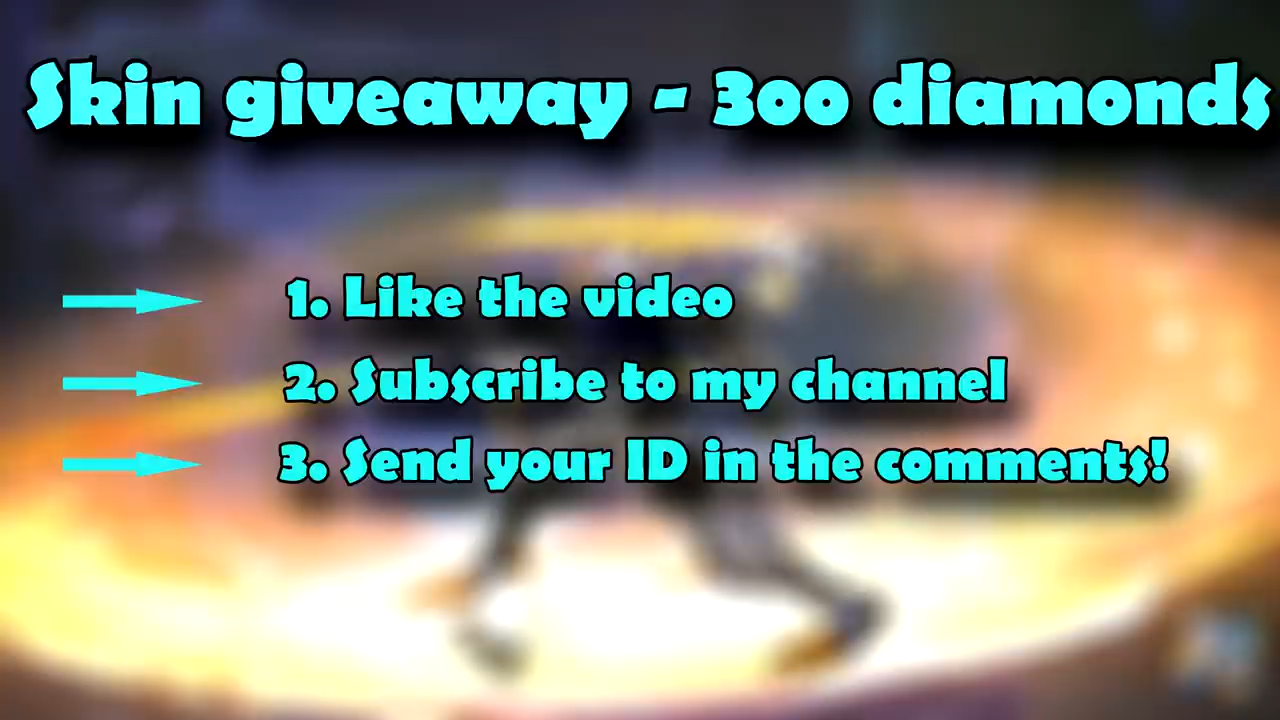 Skin giveaway - 300 diamonds
1. Like the video
2. Subscribe to my channel
3. Send your ID in the comments!